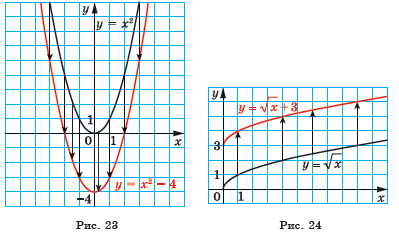 y
y = x²
1
0
1
x
y = x² − 4
−4
Рис. 23
y
y = √x + 3
3
1
y = √x
0
1
x
Рис. 24